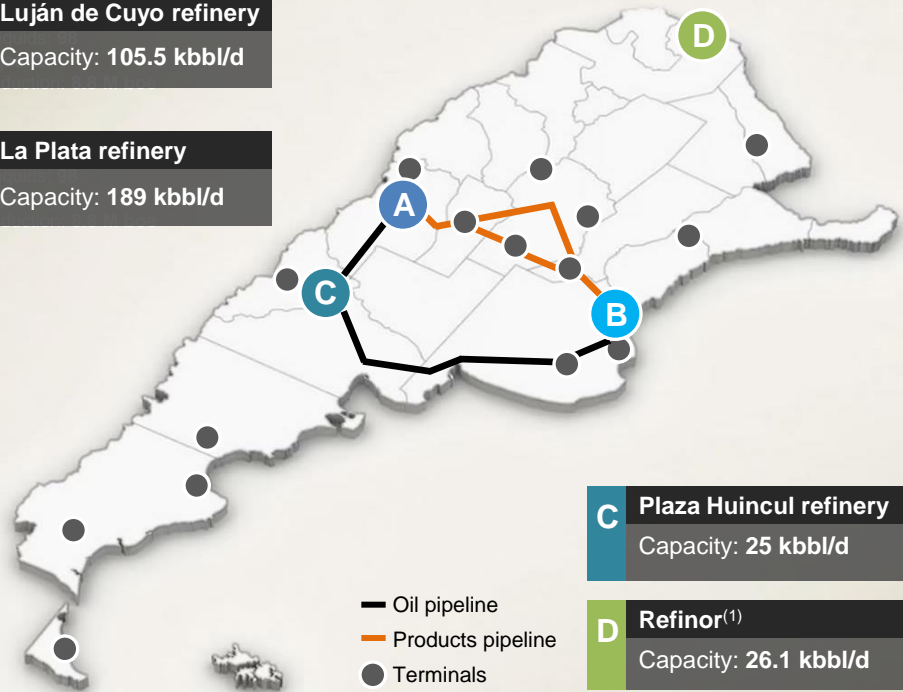 Luján de Cuyo refinery
Capacity: 105.5 kbbl/d
La Plata refinery
Capacity: 189 kbbl/d
D
A
C
B
C
Plaza Huincul refinery
Capacity: 25 kbbl/d
D
Refinor(1)
Capacity: 26.1 kbbl/d
Oil pipeline
Products pipeline
Terminals